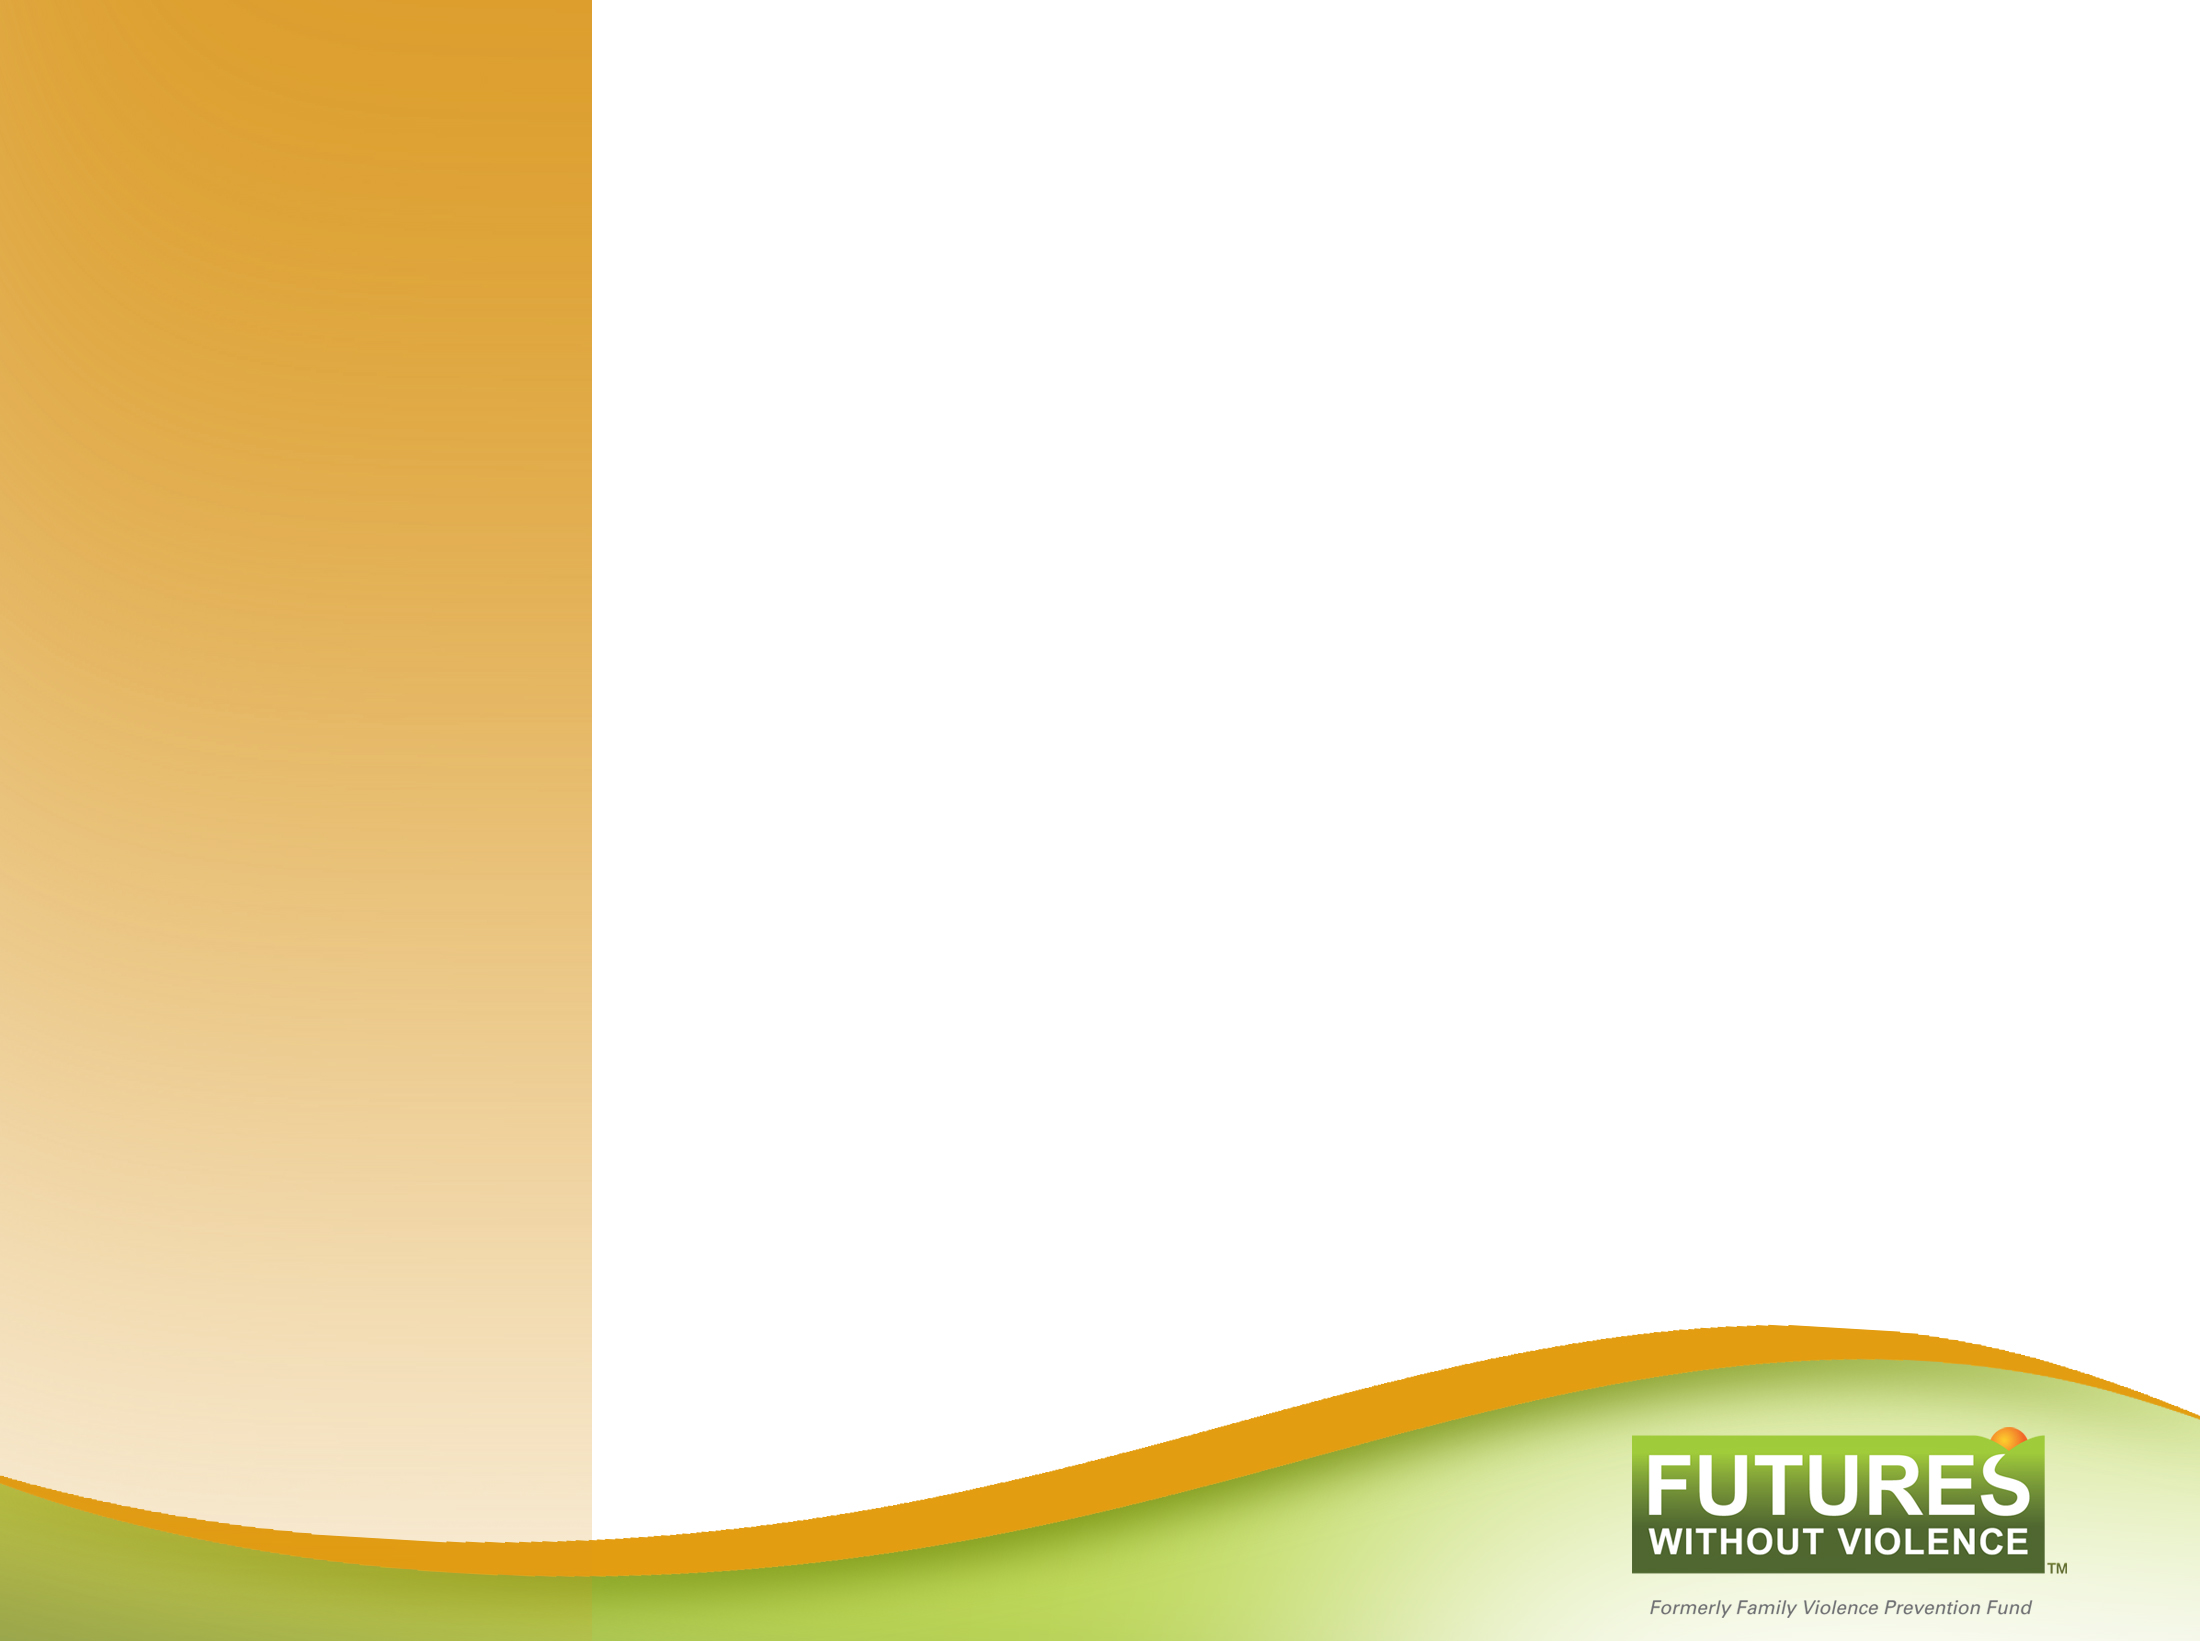 FUTURES
WITHOUT VIOLENCE
TM
Formerly Family Violence Prevention Fund